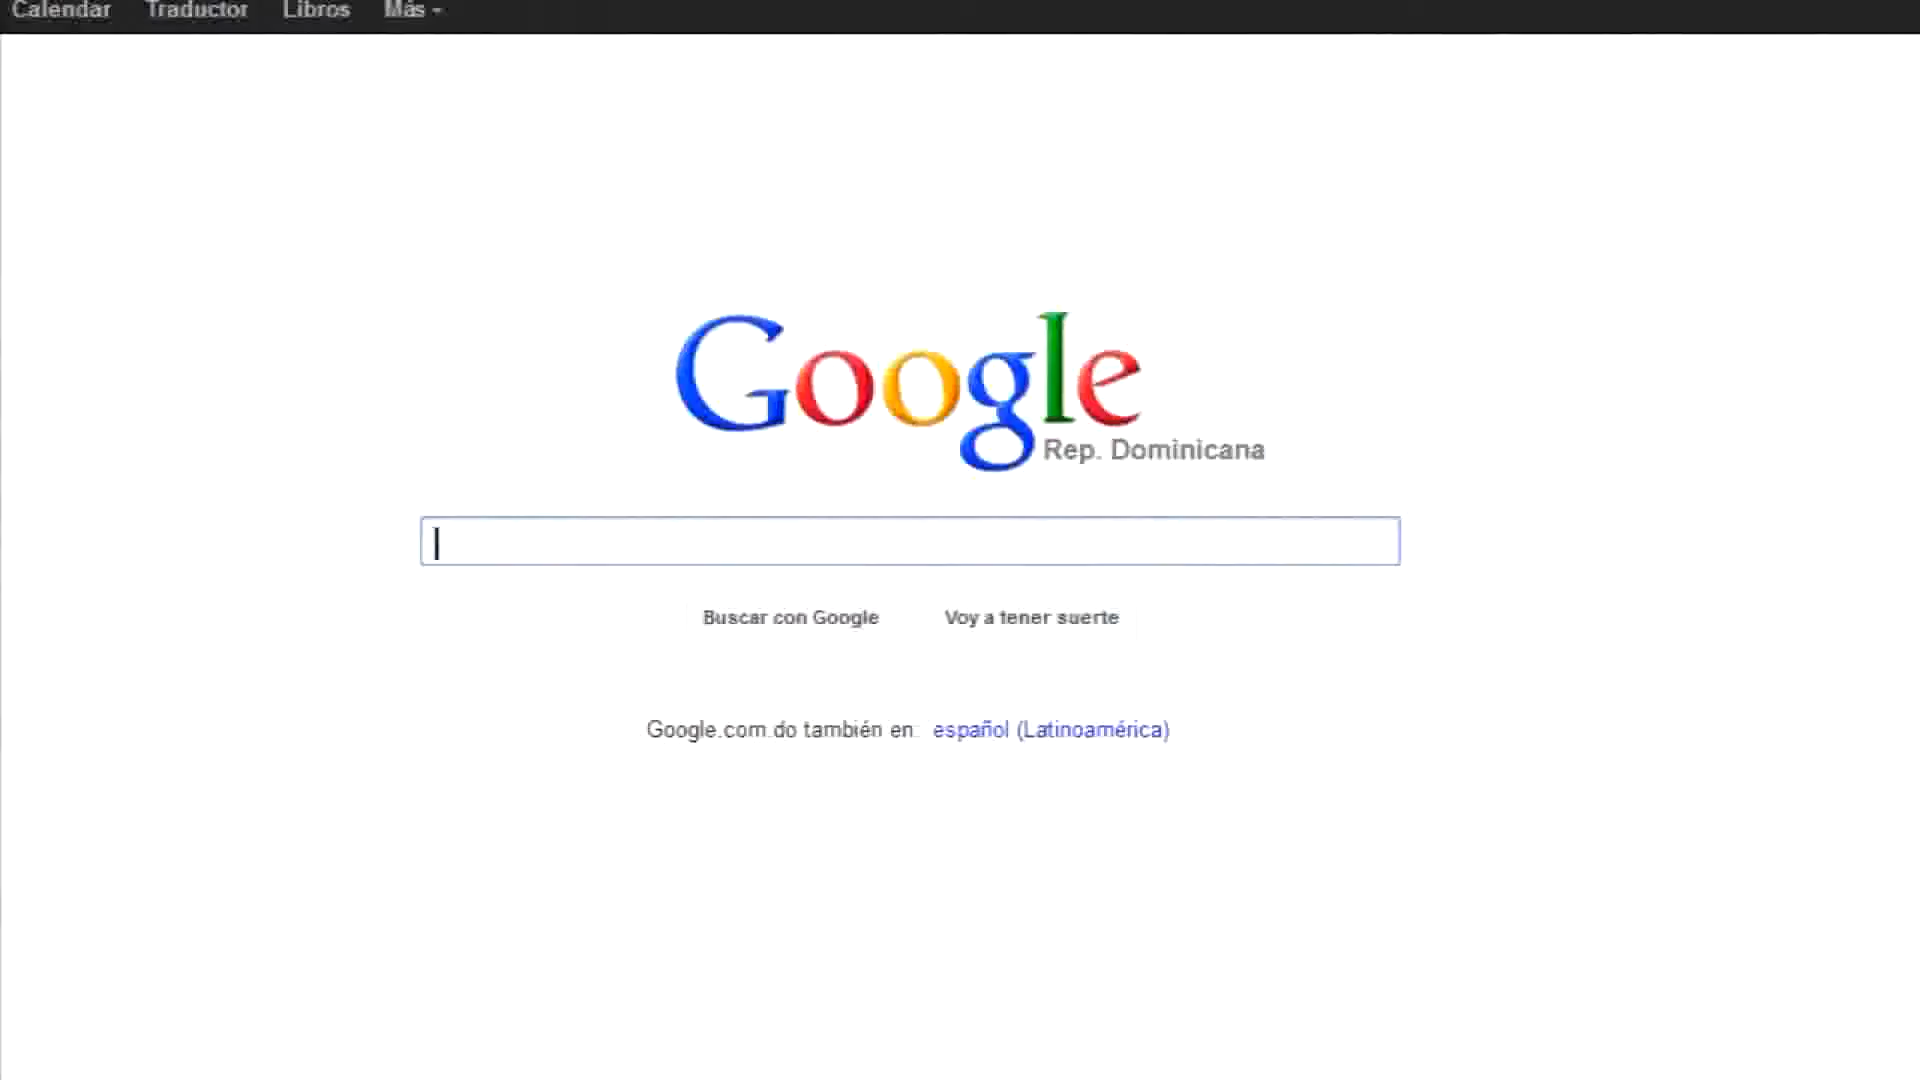 Calendar Traductor Libros Más
Google
Rep. Dominicana
Buscar con Google Voy a tener suerte
Google.com.do también en: español (Latinoamérica)